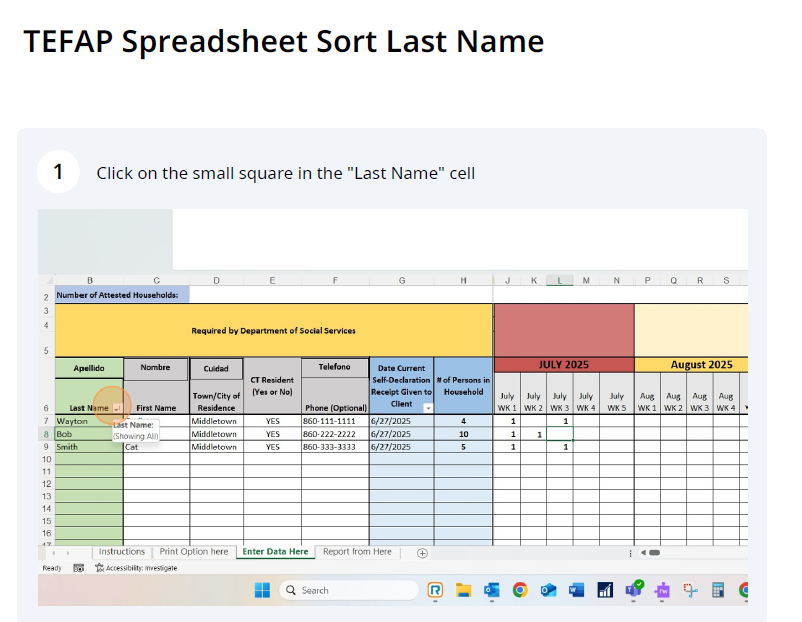 TEFAP Spreadsheet Sort Last Name
1 Click on the small square in the "Last Name" cell
B C D E F G H J K L M N P Q R S
2 Number of Attested Households:
3
4 Required by Department of Social Services
5
Apellido Nombre Cuidad Telefono Date Current JULY 2025 August 2025
CT Resident Self-Declaration # of Persons in
(Yes or No) Receipt Given to Household
Town/City of Client July July July July July Aug Aug Aug Aug
6 Last Name First Name Residence Phone (Optional) WK 1 WK 2 WK 3 WK 4 WK 5 WK 1 WK 2 WK 3 WK 4
7 Wayton Middletown YES 860-111-1111 6/27/2025 4 1 1
Last Name:
8 Bob Middletown YES 860-222-2222 6/27/2025 10 1 1
(Showing All)
9 Smith Cat Middletown YES 860-333-3333 6/27/2025 5 1 1
10
11
12
13
14
15
16
17
Instructions Print Option here Enter Data Here Report from Here
Ready Accessibility: Investigate
Search